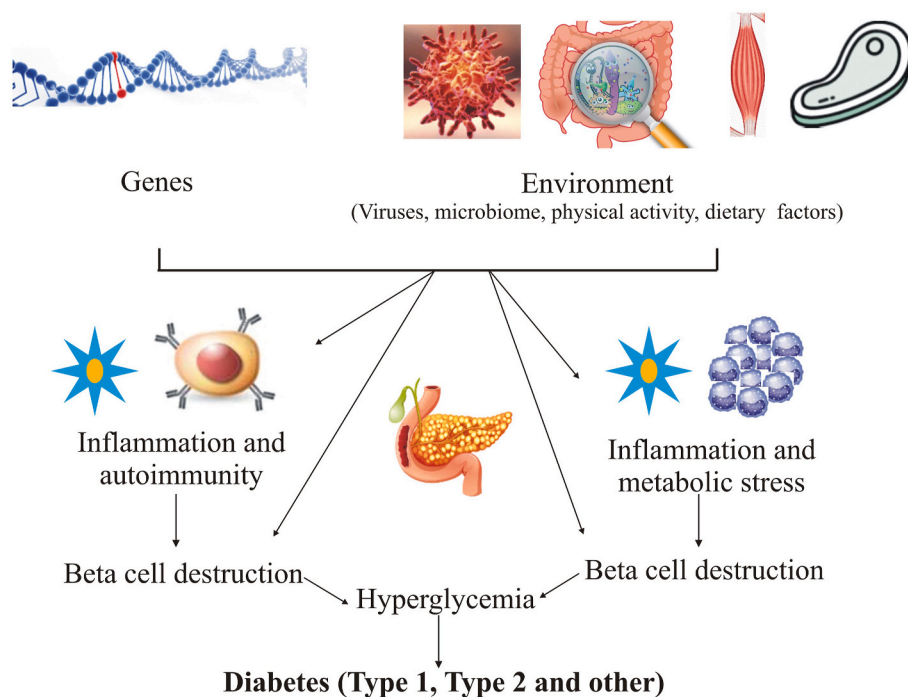 Genes
Environment
(Viruses, microbiome, physical activity, dietary factors)
Inflammation and
autoimmunity
Inflammation and
metabolic stress
Beta cell destruction
Beta cell destruction
Hyperglycemia
Diabetes (Type 1, Type 2 and other)